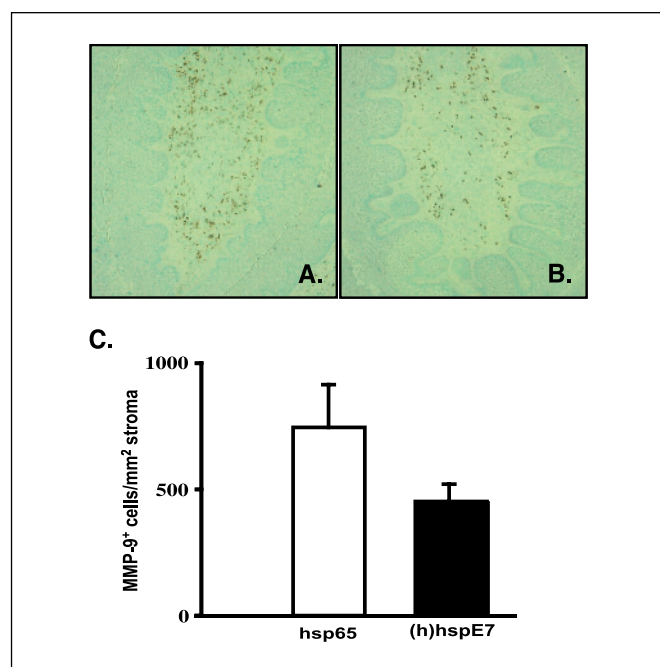 A.
B.
C.
1000
500
0
MMP-9⁺ cells/mm² stroma
hsp65
(h)hspE7